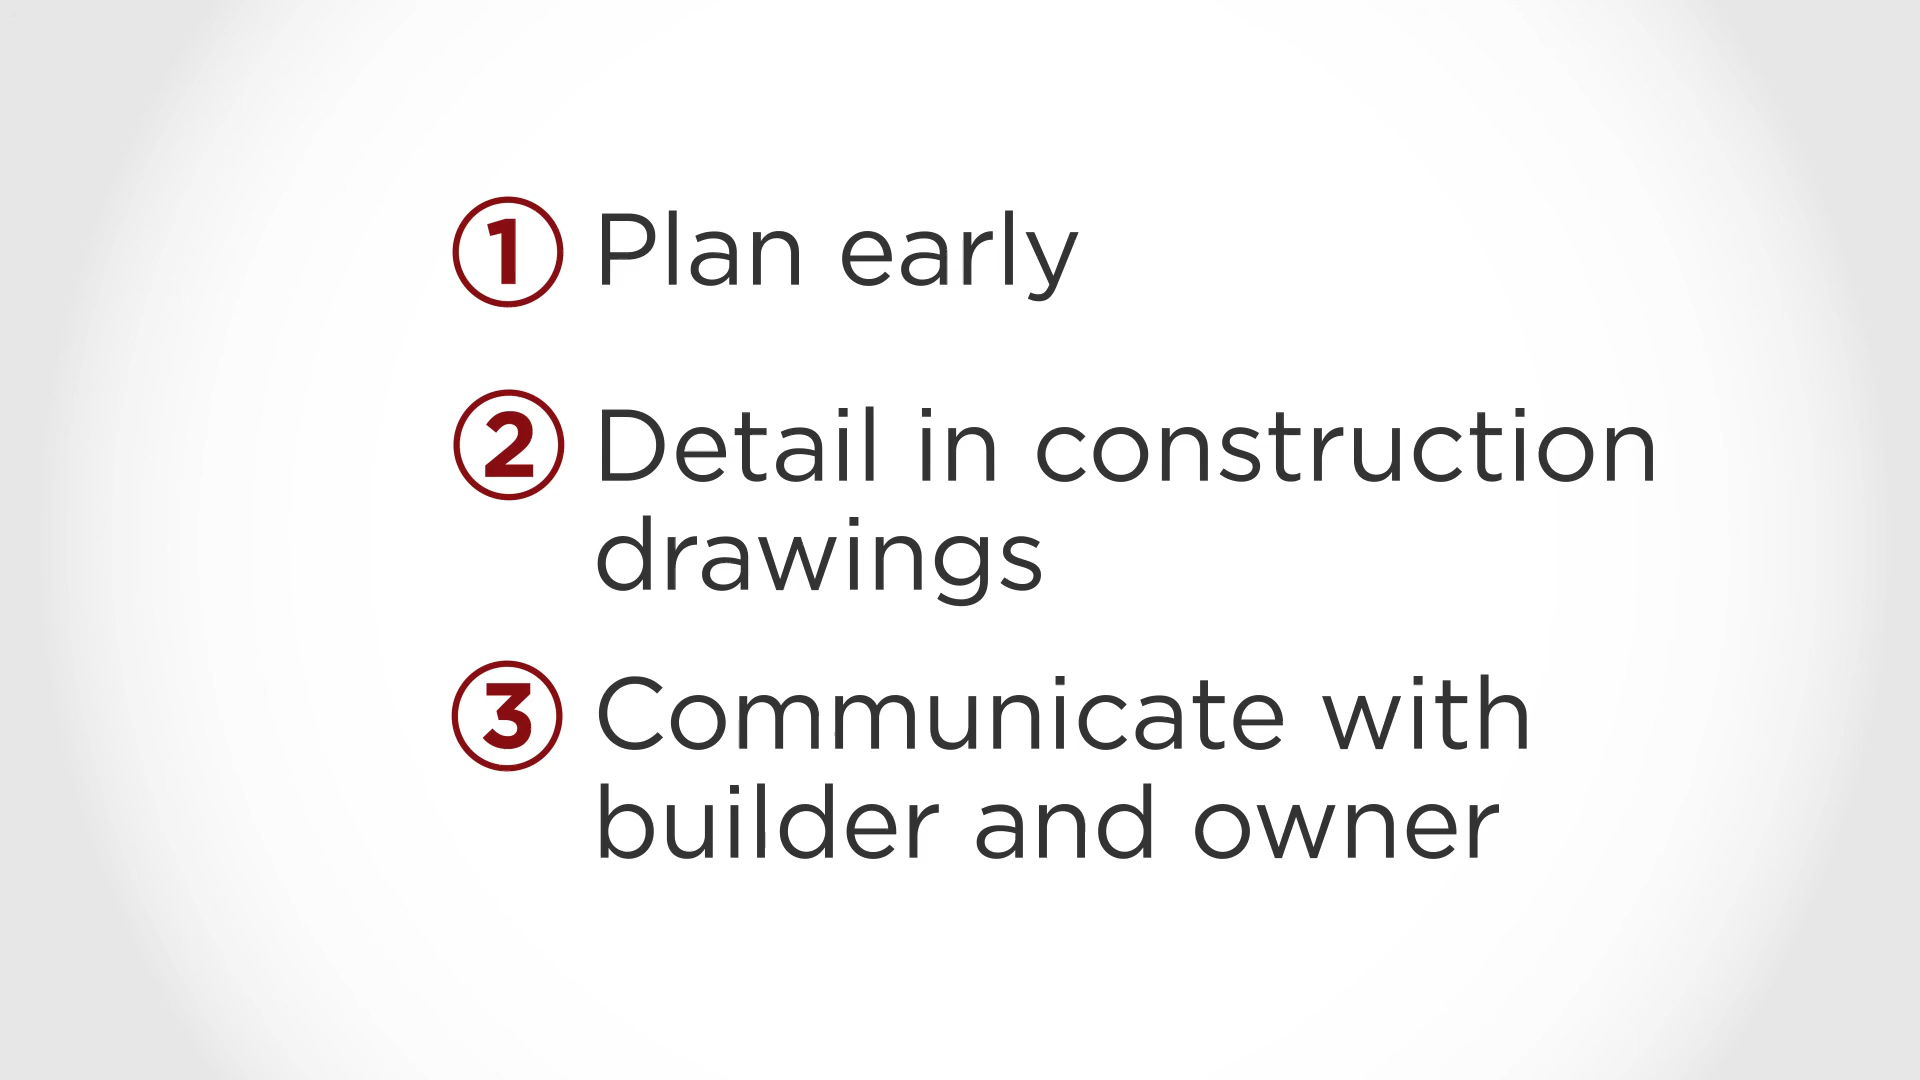 1 Plan early
2 Detail in construction
drawings
3 Communicate with
builder and owner